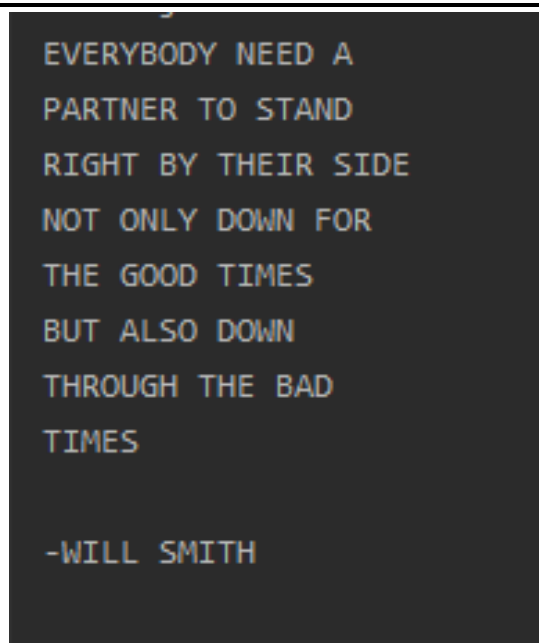 EVERYBODY NEED A
PARTNER TO STAND
RIGHT BY THEIR SIDE
NOT ONLY DOWN FOR
THE GOOD TIMES
BUT ALSO DOWN
THROUGH THE BAD
TIMES
-WILL SMITH